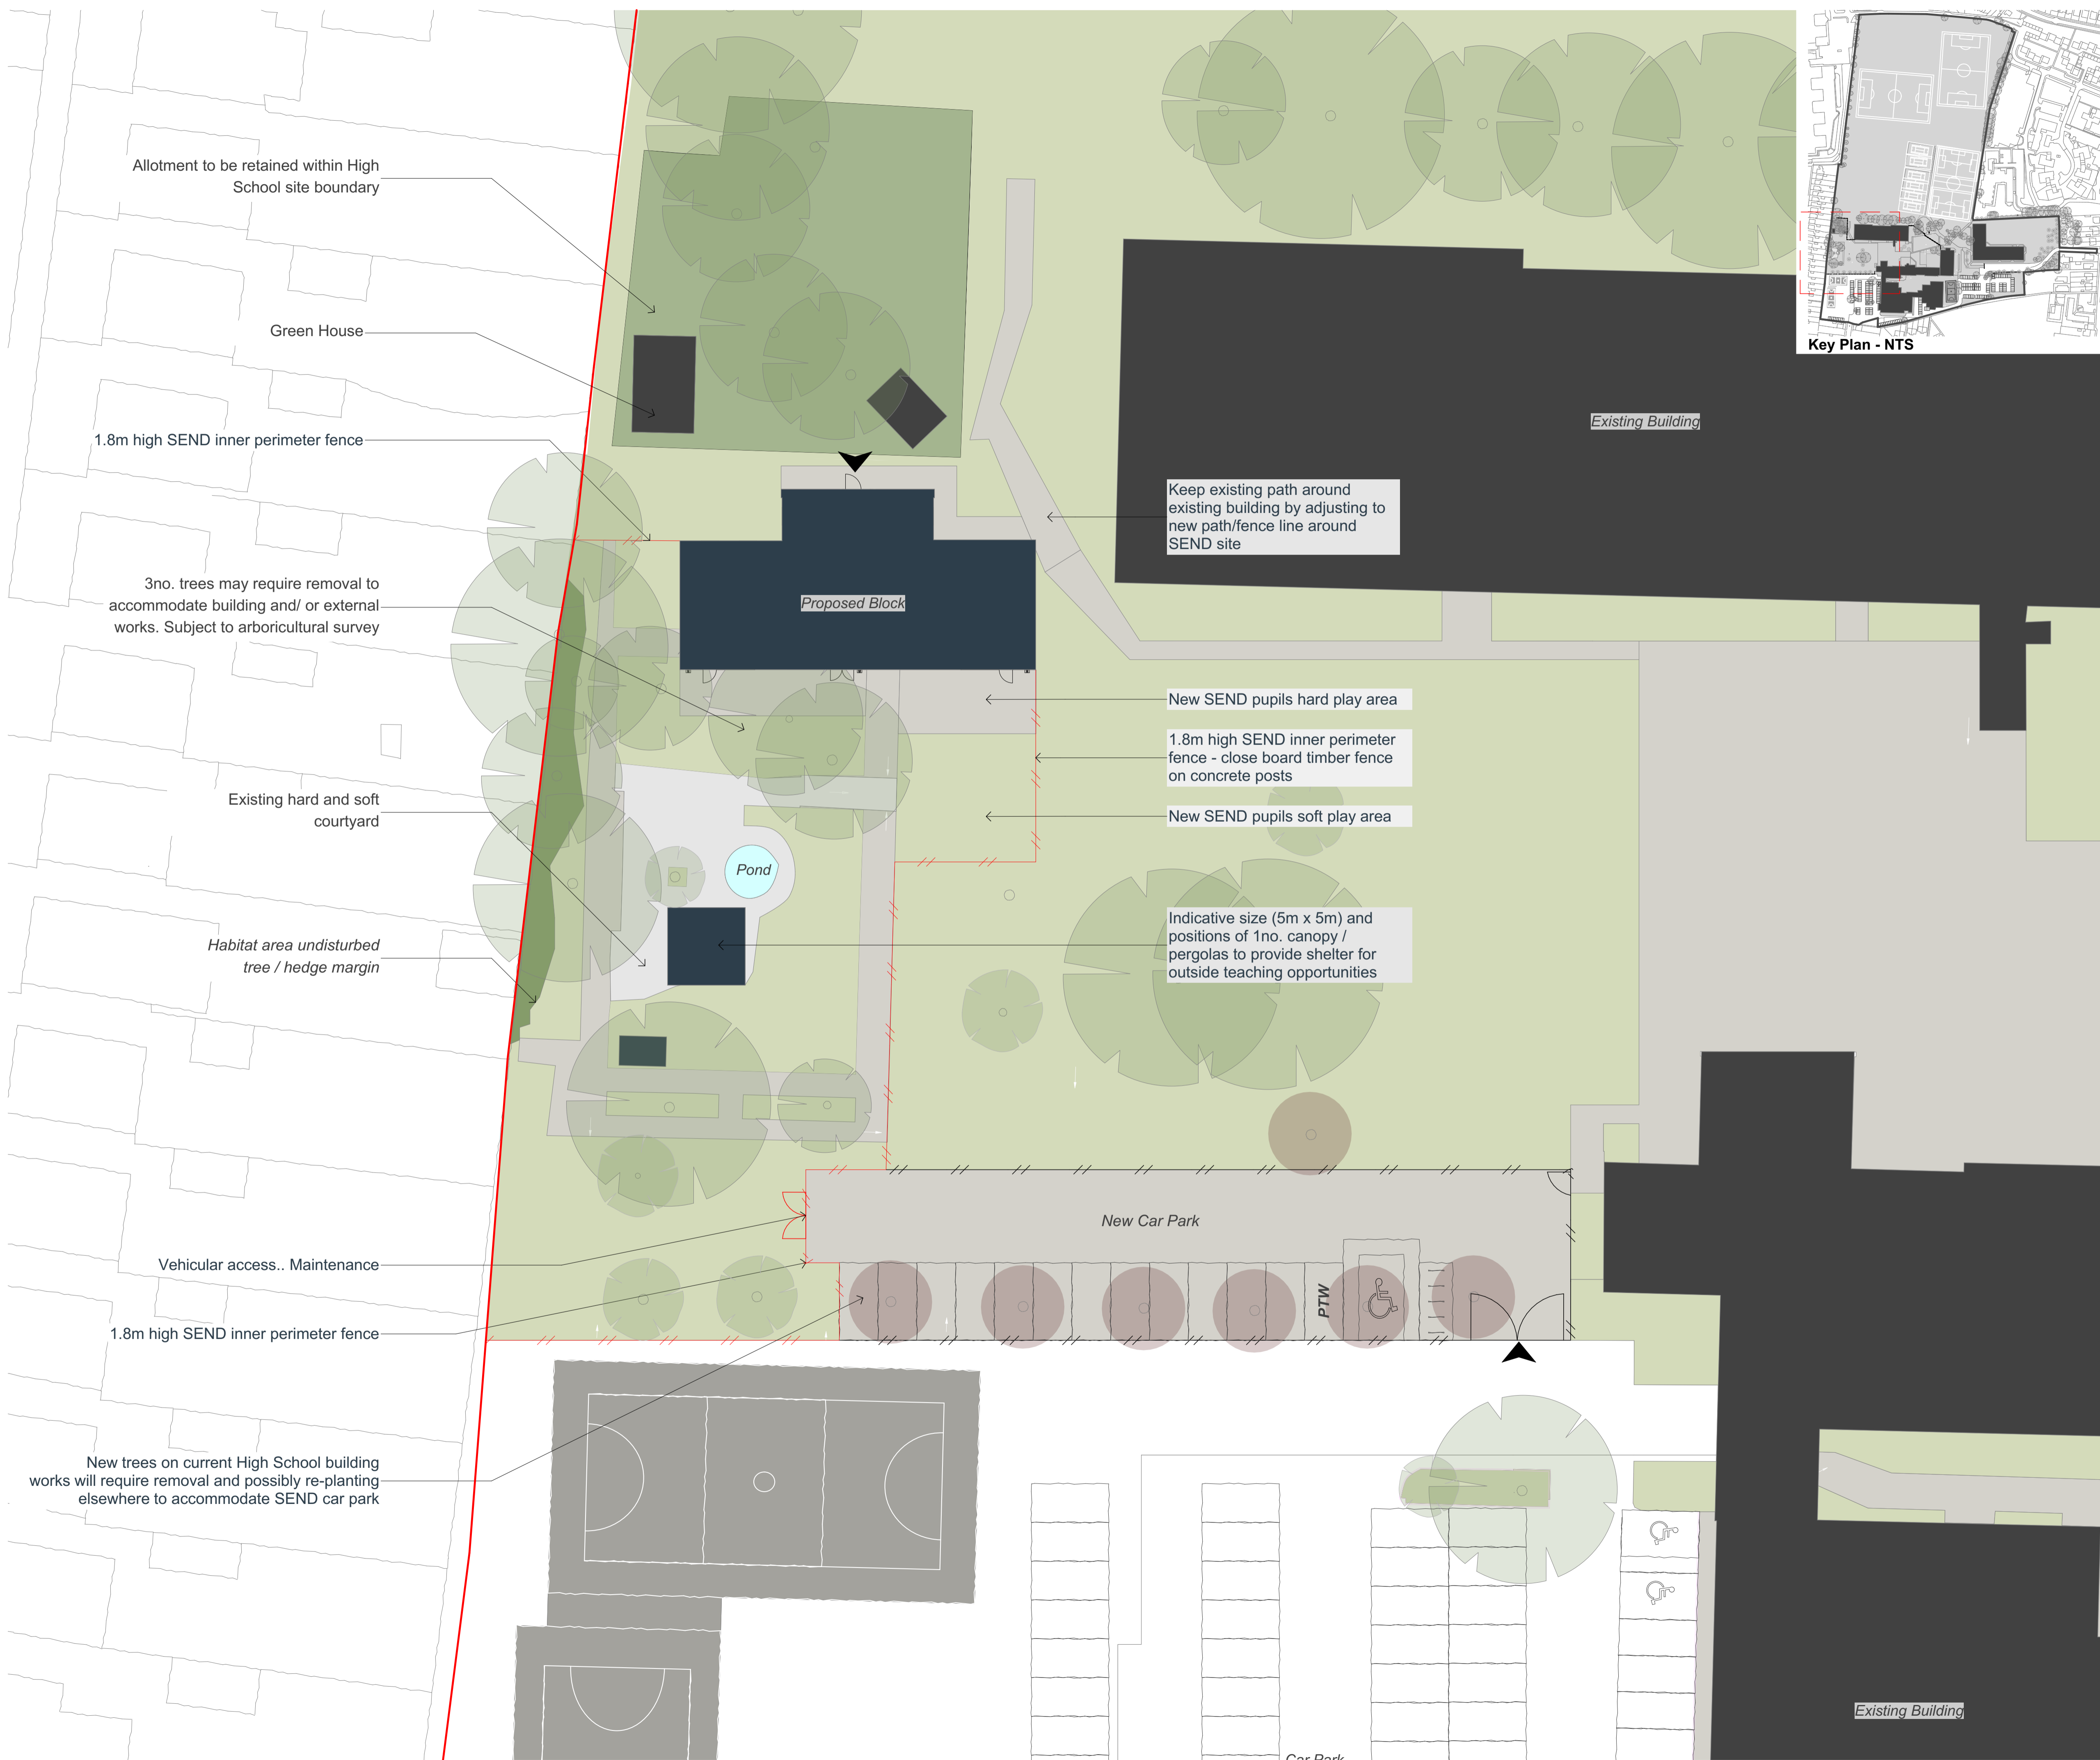 Key Plan - NTS
Allotment to be retained within High
School site boundary
Green House
Existing Building
1.8m high SEND inner perimeter fence
Keep existing path around
existing building by adjusting to
new path/fence line around
SEND site
3no. trees may require removal to
accommodate building and/ or external
works. Subject to arboricultural survey
Proposed Block
New SEND pupils hard play area
1.8m high SEND inner perimeter
fence - close board timber fence
on concrete posts
Existing hard and soft
courtyard
New SEND pupils soft play area
Pond
Indicative size (5m x 5m) and
positions of 1no. canopy /
pergolas to provide shelter for
outside teaching opportunities
Habitat area undisturbed
tree / hedge margin
New Car Park
Vehicular access.. Maintenance
PTW
1.8m high SEND inner perimeter fence
New trees on current High School building
works will require removal and possibly re-planting
elsewhere to accommodate SEND car park
Existing Building
Car Park